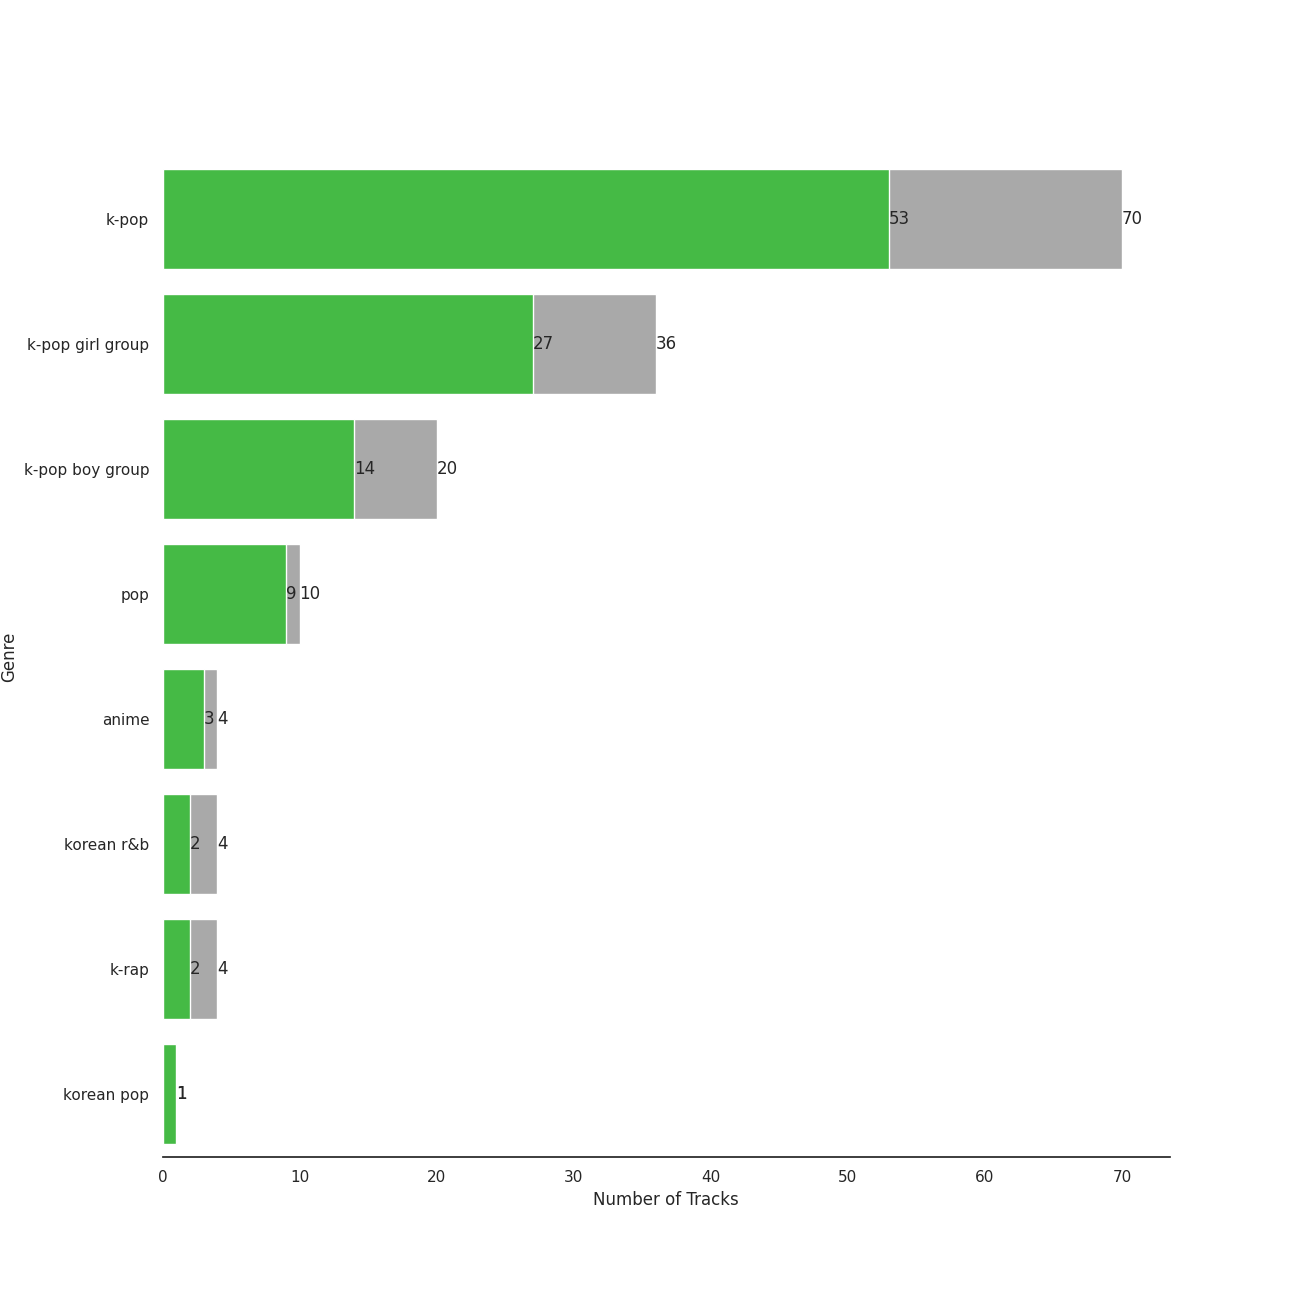 k-pop 53 70
k-pop girl group 27 36
k-pop boy group 14 20
pop 9 10
Genre
anime 3 4
korean r&b 2 4
k-rap 2 4
korean pop 1
0 10 20 30 40 50 60 70
Number of Tracks